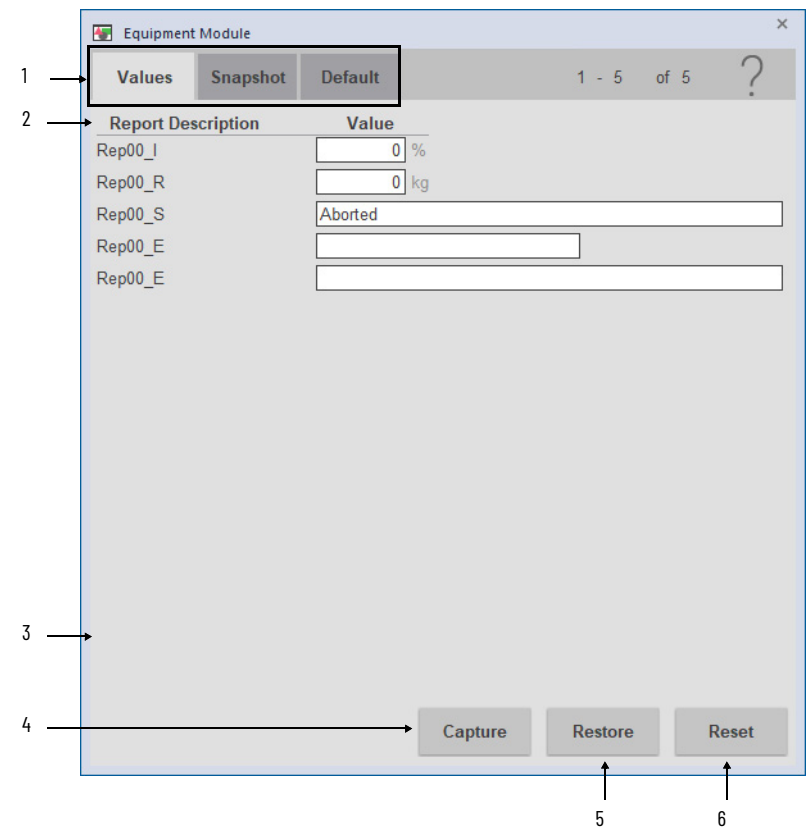 Equipment Module
×
1
Values Snapshot Default 1 - 5 of 5 ?
2
Report Description Value
Rep00_I 0 %
Rep00_R 0 kg
Rep00_S Aborted
Rep00_E
Rep00_E
3
4
Capture Restore Reset
5 6